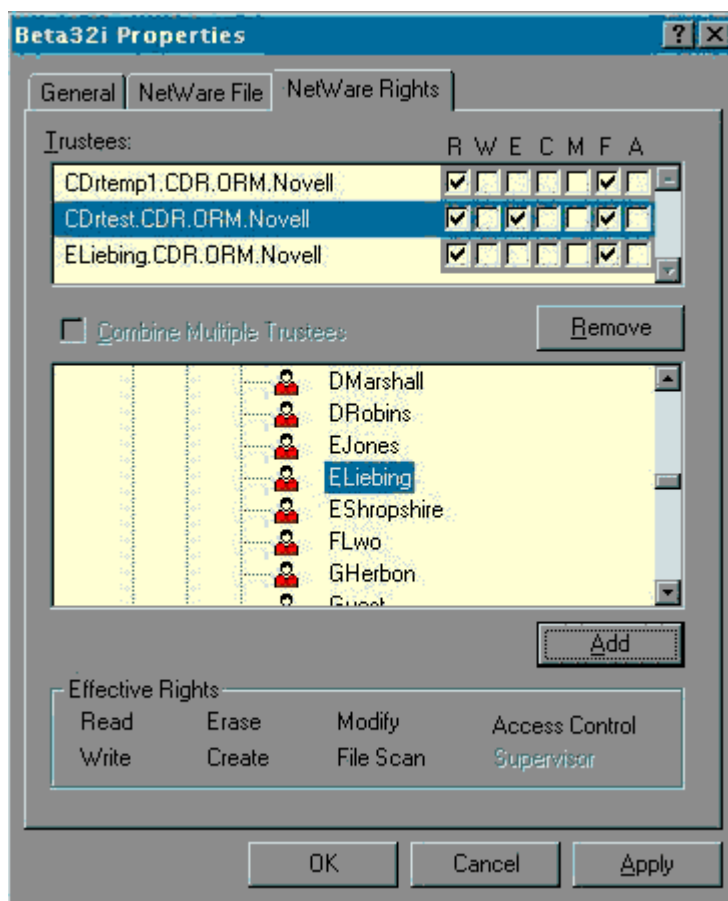 Beta32i Properties
General NetWare File NetWare Rights
Trustees: R W E C M F A
CDrtemp1.CDR.ORM.Novell
CDrtest.CDR.ORM.Novell
ELiebing.CDR.ORM.Novell
Combine Multiple Trustees Remove
DMarshall
DRobins
EJones
ELiebing
EShropshire
FLwo
GHerbon
Guest
Add
Effective Rights
Read Erase Modify Access Control
Write Create File Scan Supervisor
OK Cancel Apply